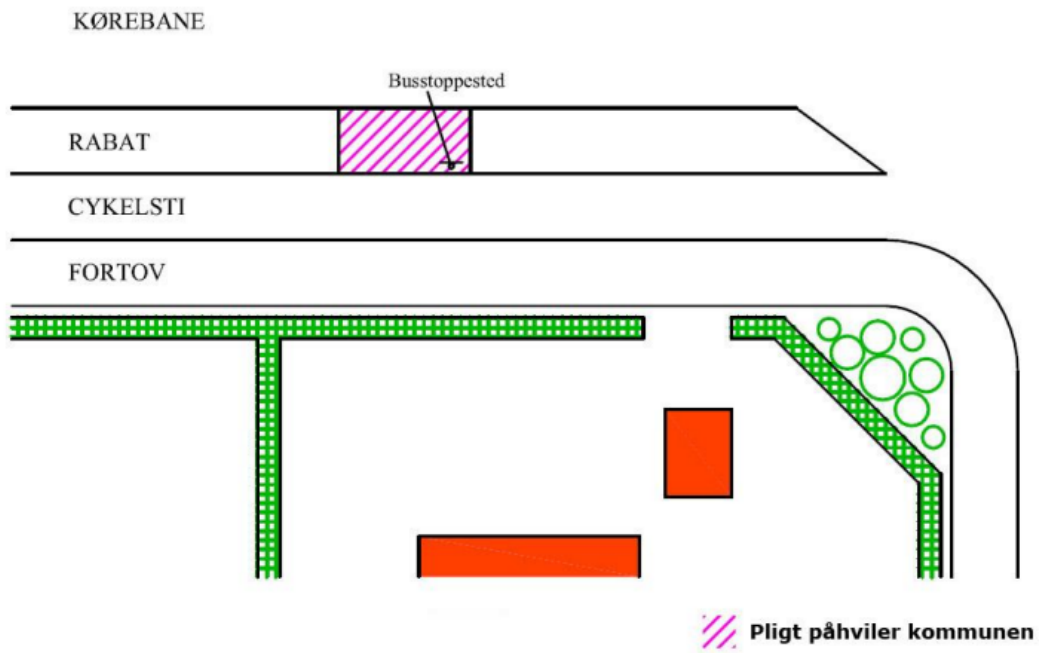 KØREBANE
Busstoppested
RABAT
CYKELSTI
FORTOV
Pligt påhviler kommunen